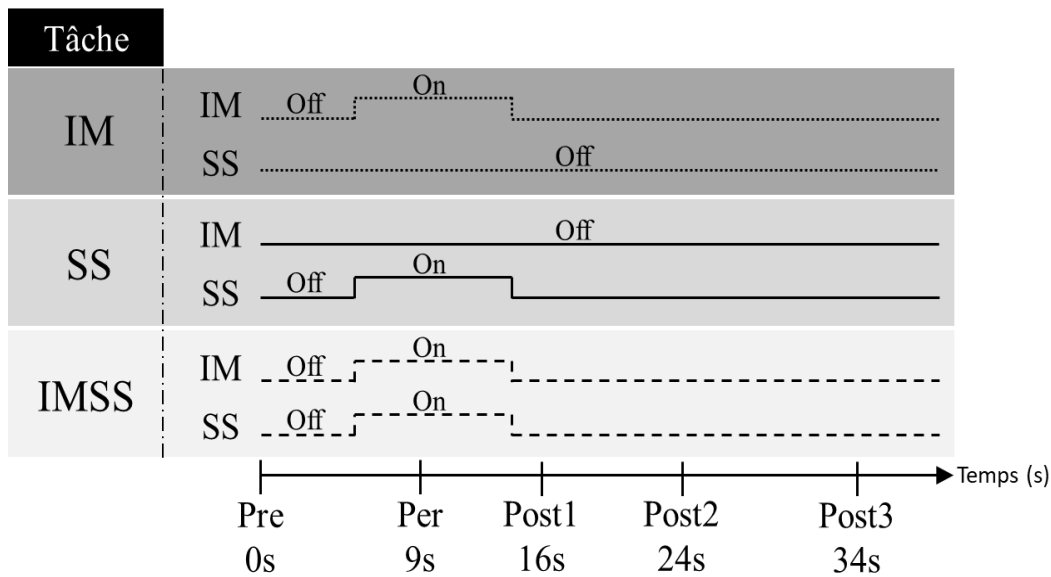 Tâche
IM
IM Off On
SS Off
SS
IM Off
SS Off On
IMSS
IM Off On
SS Off On
Temps (s)
Pre Per Post1 Post2 Post3
0s 9s 16s 24s 34s